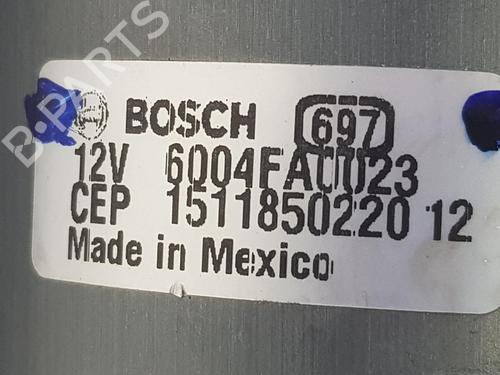 BOSCH 697
12V 6004FA0023
CEP 1511850220 12
Made in Mexico
B-PARTS